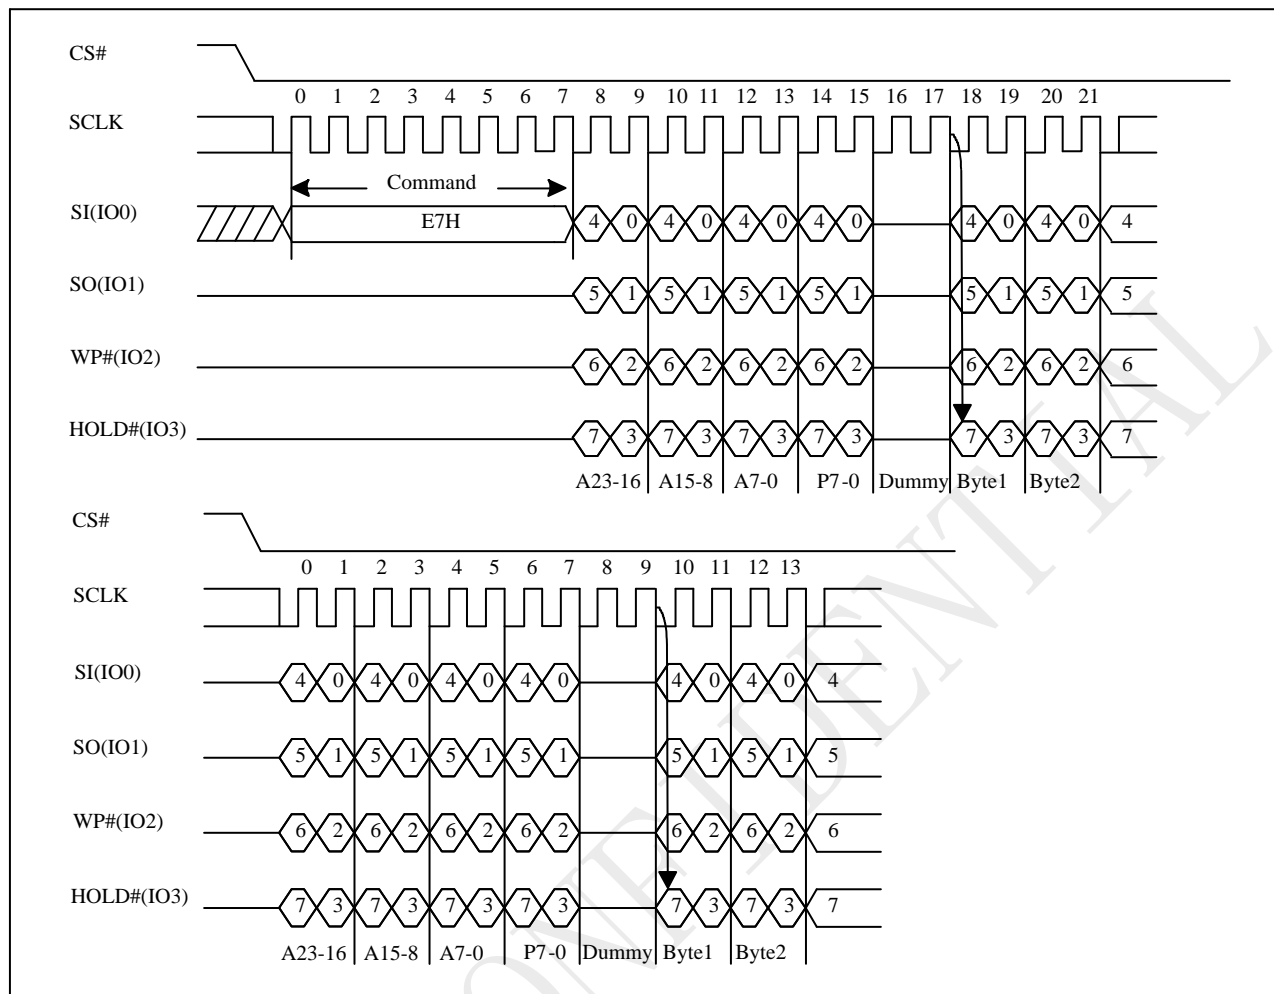 CS#
0 1 2 3 4 5 6 7 8 9 10 11 12 13 14 15 16 17 18 19 20 21
SCLK
Command
SI(IO0) E7H 4 0 4 0 4 0 4 0 4 0 4 0 4
SO(IO1) 5 1 5 1 5 1 5 1 5 1 5 1 5
WP#(IO2) 6 2 6 2 6 2 6 2 6 2 6 2 6
HOLD#(IO3) 7 3 7 3 7 3 7 3 7 3 7 3 7
A23-16 A15-8 A7-0 P7-0 Dummy Byte1 Byte2
CS#
0 1 2 3 4 5 6 7 8 9 10 11 12 13
SCLK
SI(IO0) 4 0 4 0 4 0 4 0 4 0 4 0 4
SO(IO1) 5 1 5 1 5 1 5 1 5 1 5 1 5
WP#(IO2) 6 2 6 2 6 2 6 2 6 2 6 2 6
HOLD#(IO3) 7 3 7 3 7 3 7 3 7 3 7 3 7
A23-16 A15-8 A7-0 P7-0 Dummy Byte1 Byte2